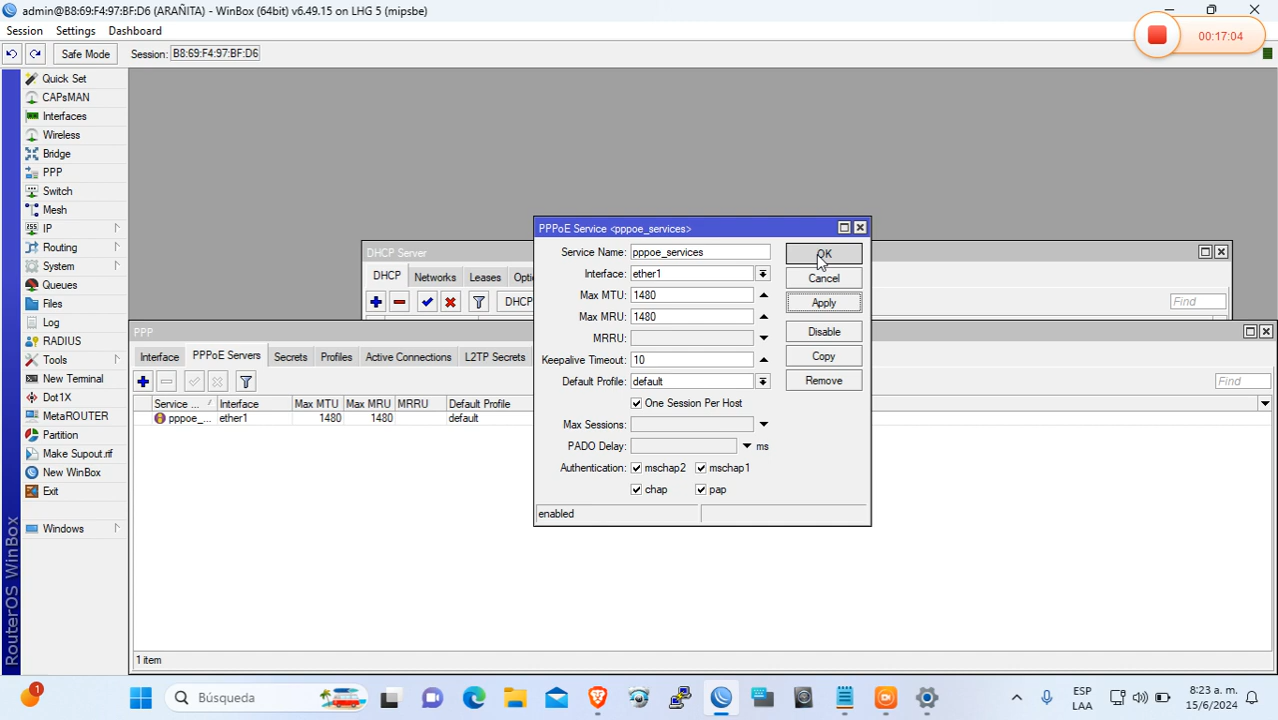 admin@B8:69:F4:97:BF:D6 (ARAÑITA) - WinBox (64bit) v6.49.15 on LHG 5 (mipsbe)
Session Settings Dashboard
00:17:04
Safe Mode Session: B8:69:F4:97:BF:D6
Quick Set
CAPsMAN
Interfaces
Wireless
Bridge
PPP
Switch
Mesh
IP
Routing
System
Queues
Files
Log
RADIUS
Tools
New Terminal
Dot1X
MetaROUTER
Partition
Make Supout.rif
New WinBox
Exit
Windows
RouterOS WinBox
DHCP Server
DHCP Networks Leases
DHCP
Find
PPP
Interface PPPoE Servers Secrets Profiles Active Connections L2TP Secrets
Find
Service ... / Interface Max MTU Max MRU MRRU Default Profile
pppoe_... ether1 1480 1480 default
1 item
PPPoE Service <pppoe_services>
Service Name: pppoe_services OK
Interface: ether1 Cancel
Max MTU: 1480 Apply
Max MRU: 1480
MRRU: Disable
Keepalive Timeout: 10 Copy
Default Profile: default Remove
One Session Per Host
Max Sessions:
PADO Delay: ms
Authentication: mschap2 mschap1
chap pap
enabled
1
Búsqueda
ESP
LAA
8:23 a. m.
15/6/2024